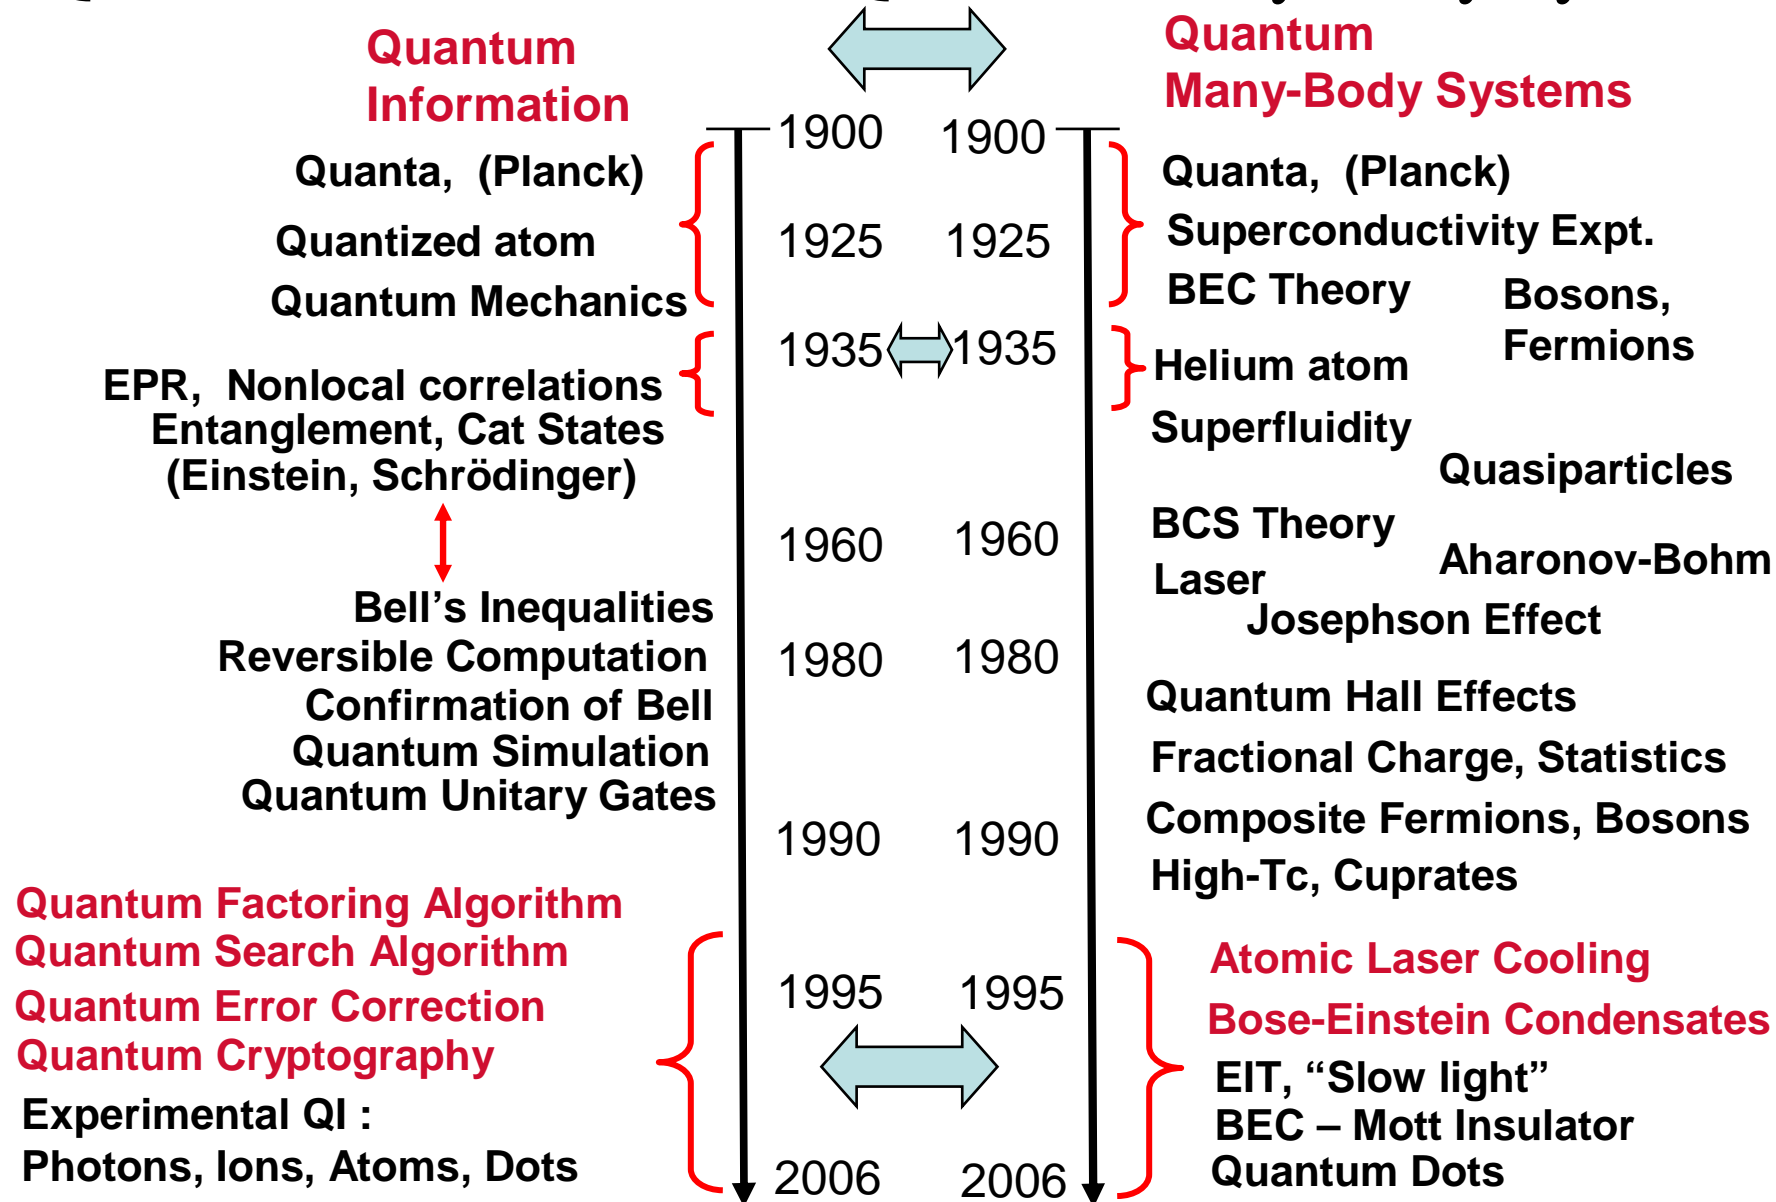 Quantum
Information
Quanta, (Planck)
Quantized atom
Quantum Mechanics
EPR, Nonlocal correlations
Entanglement, Cat States
(Einstein, Schrödinger)
Bell’s Inequalities
Reversible Computation
Confirmation of Bell
Quantum Simulation
Quantum Unitary Gates
Quantum Factoring Algorithm
Quantum Search Algorithm
Quantum Error Correction
Quantum Cryptography
Experimental QI :
Photons, Ions, Atoms, Dots
1900 1900
1925 1925
1935 1935
1960 1960
1980 1980
1990 1990
1995 1995
2006 2006
Quantum
Many-Body Systems
Quanta, (Planck)
Superconductivity Expt.
BEC Theory
Bosons,
Fermions
Helium atom
Superfluidity
Quasiparticles
BCS Theory
Aharonov-Bohm
Laser
Josephson Effect
Quantum Hall Effects
Fractional Charge, Statistics
Composite Fermions, Bosons
High-Tc, Cuprates
Atomic Laser Cooling
Bose-Einstein Condensates
EIT, “Slow light”
BEC – Mott Insulator
Quantum Dots